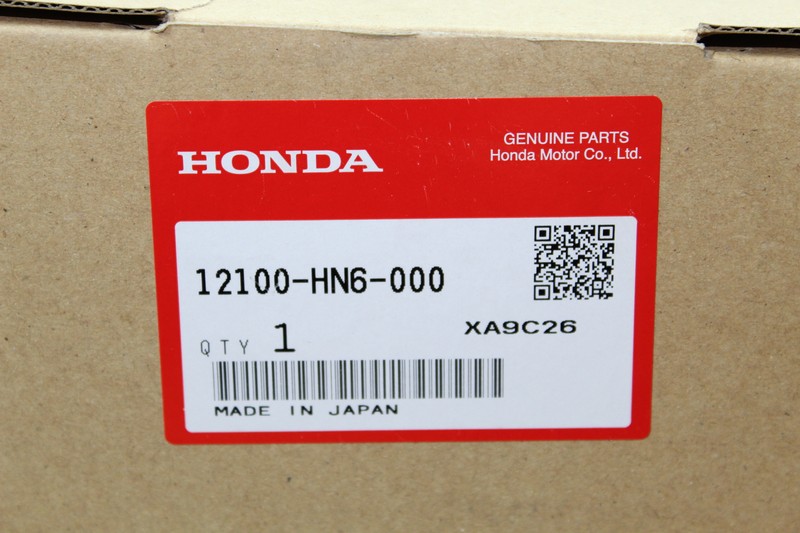 HONDA
GENUINE PARTS
Honda Motor Co., Ltd.
12100-HN6-000
XA9C26
QTY 1
MADE IN JAPAN